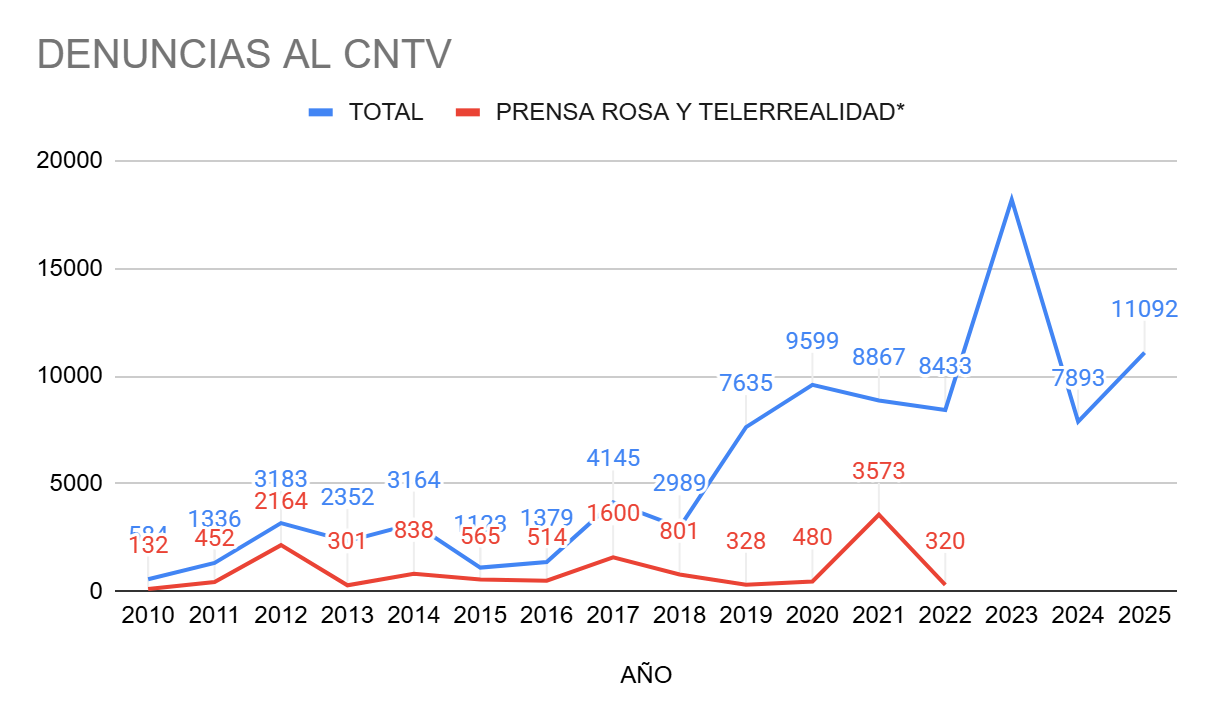 DENUNCIAS AL CNTV
TOTAL PRENSA ROSA Y TELERREALIDAD*
20000
15000
10000
5000
0
584 1336 3183 2352 3164 1123 1379 4145 2989 7635 9599 8867 8433 7893 11092
132 452 2164 301 838 565 514 1600 801 328 480 3573 320
2010 2011 2012 2013 2014 2015 2016 2017 2018 2019 2020 2021 2022 2023 2024 2025
AÑO